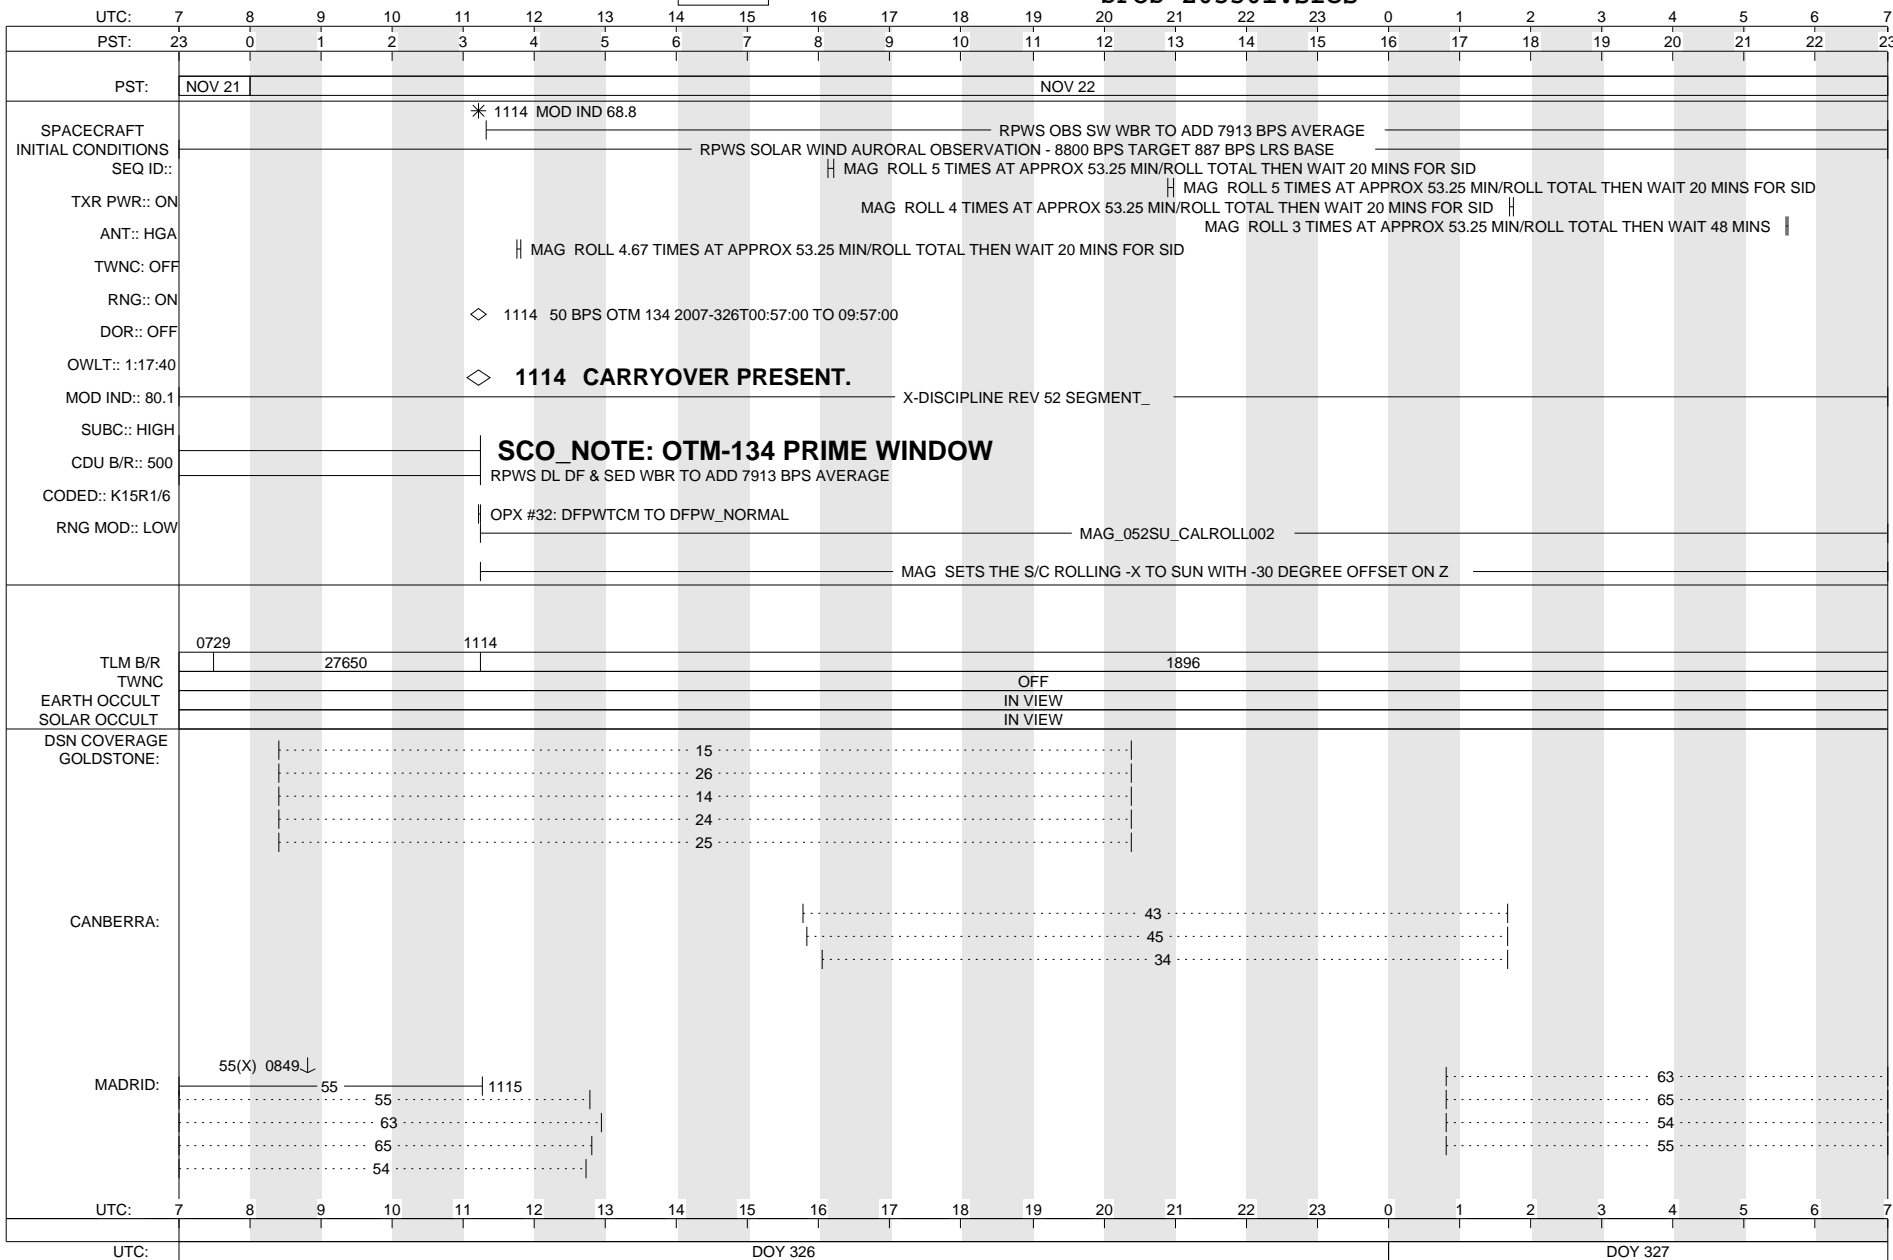 UTC: 7 8 9 10 11 12 13 14 15 16 17 18 19 20 21 22 23 0 1 2 3 4 5 6 7
PST: 23 0 1 2 3 4 5 6 7 8 9 10 11 12 13 14 15 16 17 18 19 20 21 22 23
PST: NOV 21 NOV 22
1114 MOD IND 68.8
SPACECRAFT RPWS OBS SW WBR TO ADD 7913 BPS AVERAGE
INITIAL CONDITIONS RPWS SOLAR WIND AURORAL OBSERVATION - 8800 BPS TARGET 887 BPS LRS BASE
SEQ ID:: MAG ROLL 5 TIMES AT APPROX 53.25 MIN/ROLL TOTAL THEN WAIT 20 MINS FOR SID
MAG ROLL 5 TIMES AT APPROX 53.25 MIN/ROLL TOTAL THEN WAIT 20 MINS FOR SID
TXR PWR:: ON MAG ROLL 4 TIMES AT APPROX 53.25 MIN/ROLL TOTAL THEN WAIT 20 MINS FOR SID
MAG ROLL 3 TIMES AT APPROX 53.25 MIN/ROLL TOTAL THEN WAIT 48 MINS
ANT:: HGA
MAG ROLL 4.67 TIMES AT APPROX 53.25 MIN/ROLL TOTAL THEN WAIT 20 MINS FOR SID
TWNC: OFF
RNG:: ON
1114 50 BPS OTM 134 2007-326T00:57:00 TO 09:57:00
DOR:: OFF
OWLT:: 1:17:40
1114 CARRYOVER PRESENT.
MOD IND:: 80.1 X-DISCIPLINE REV 52 SEGMENT_
SUBC:: HIGH
SCO_NOTE: OTM-134 PRIME WINDOW
CDU B/R:: 500
RPWS DL DF & SED WBR TO ADD 7913 BPS AVERAGE
CODED:: K15R1/6
OPX #32: DFPWTCM TO DFPW_NORMAL
RNG MOD:: LOW MAG_052SU_CALROLL002
MAG SETS THE S/C ROLLING -X TO SUN WITH -30 DEGREE OFFSET ON Z
0729 1114
TLM B/R 27650 1896
TWNC OFF
EARTH OCCULT IN VIEW
SOLAR OCCULT IN VIEW
DSN COVERAGE
GOLDSTONE: 15
26
14
24
25
CANBERRA: 43
45
34
55(X) 0849
MADRID: 55 1115 63
55 65
63 54
65 55
54
UTC: 7 8 9 10 11 12 13 14 15 16 17 18 19 20 21 22 23 0 1 2 3 4 5 6 7
UTC: DOY 326 DOY 327